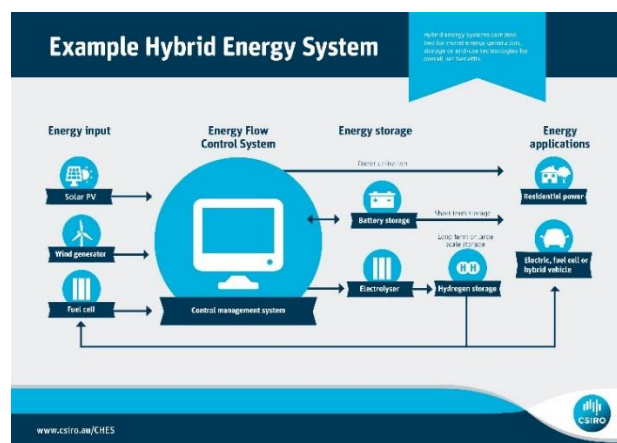 Example Hybrid Energy System
Hybrid Energy Systems combine
two (or more) energy generation,
storage or end-use technologies for
overall net benefits.
Energy input
Energy Flow
Control System
Energy storage
Energy
applications
Direct utilisation
Solar PV
Residential power
Battery storage
Short term storage
Wind generator
Long term or large
scale storage
Electric, fuel cell or
hybrid vehicle
H H
Electrolyser
Hydrogen storage
Fuel cell
Control management system
www.csiro.au/CHES
CSIRO